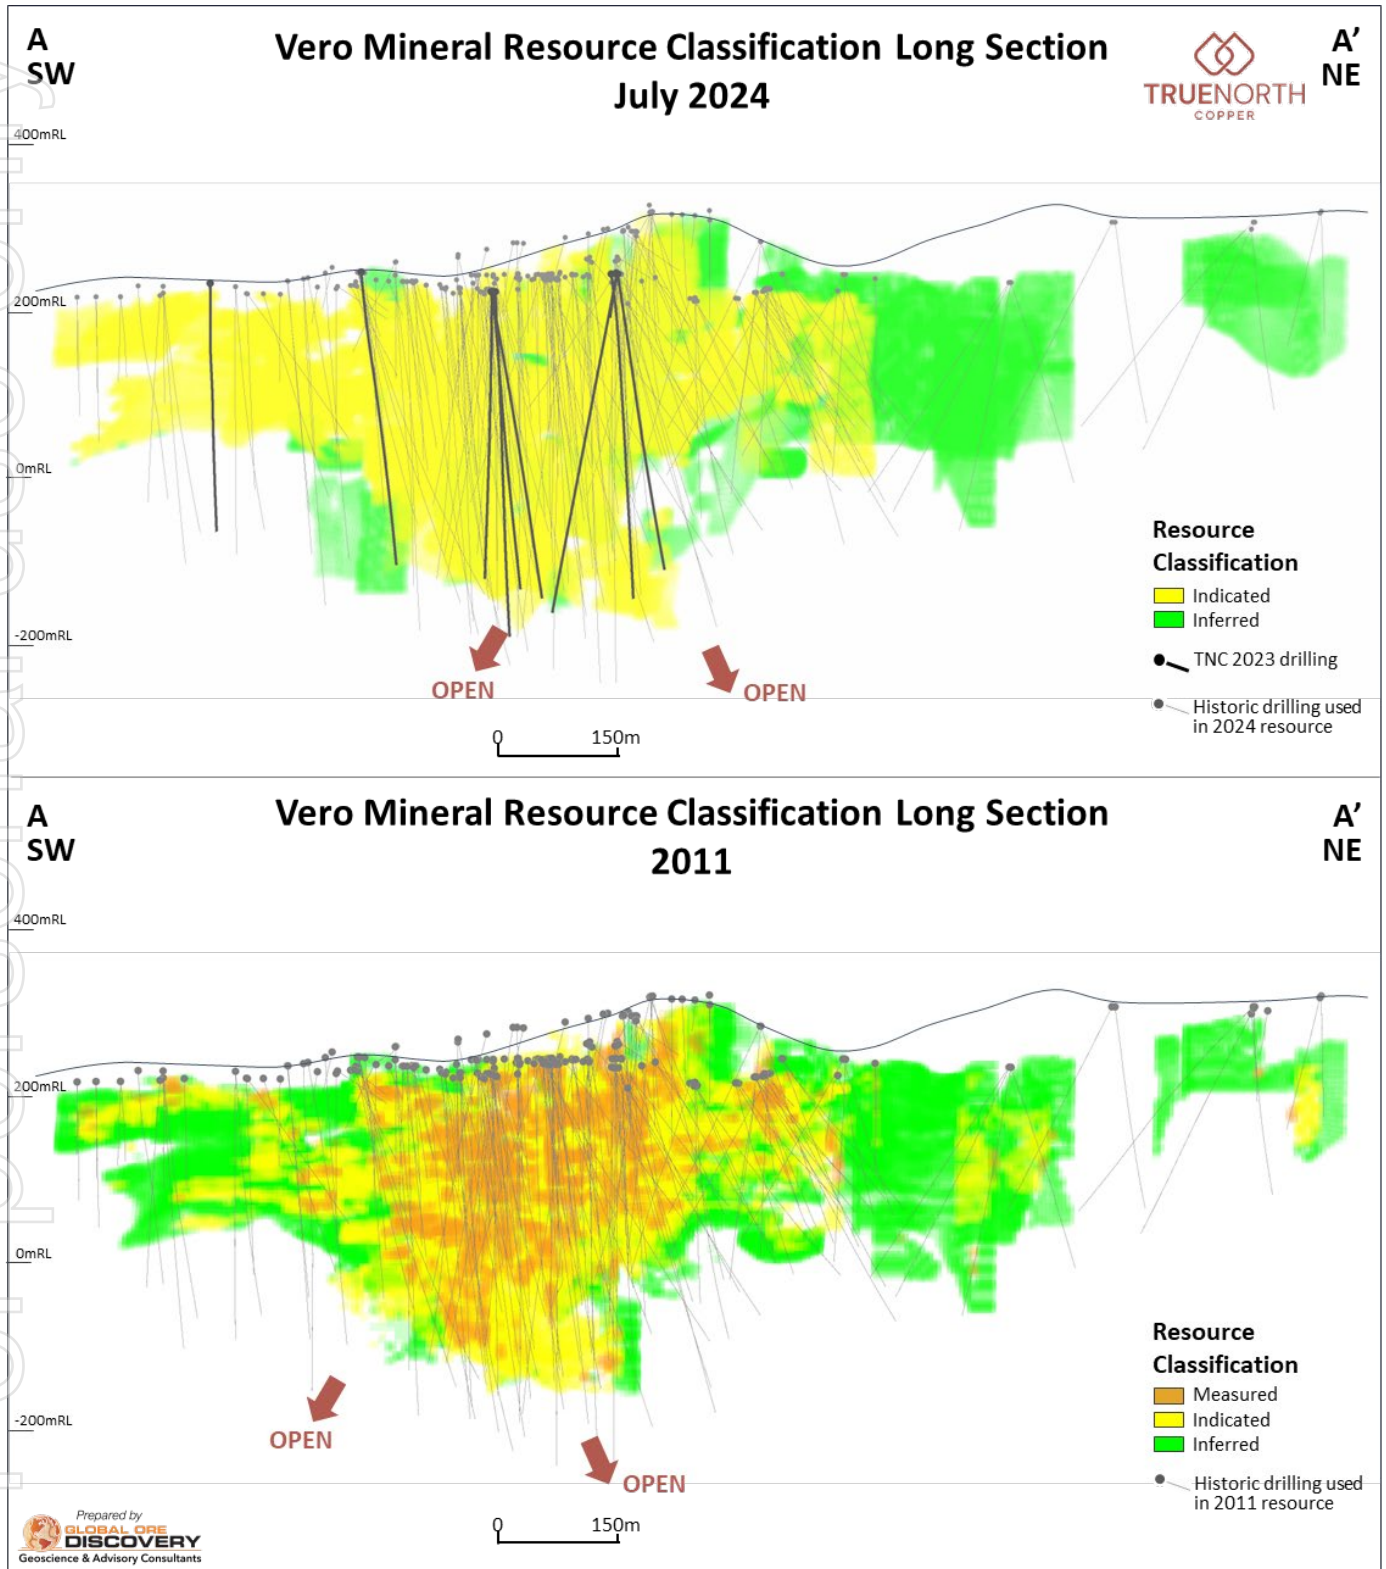 A
SW
Vero Mineral Resource Classification Long Section
July 2024
TRUENORTH
COPPER
A’
NE
400mRL
200mRL
0mRL
-200mRL
Resource
Classification
Indicated
Inferred
TNC 2023 drilling
Historic drilling used
in 2024 resource
OPEN
OPEN
0 150m
A
SW
Vero Mineral Resource Classification Long Section
2011
A’
NE
400mRL
200mRL
0mRL
-200mRL
Resource
Classification
Measured
Indicated
Inferred
Historic drilling used
in 2011 resource
OPEN
OPEN
0 150m
Prepared by
GLOBAL ORE
DISCOVERY
Geoscience & Advisory Consultants